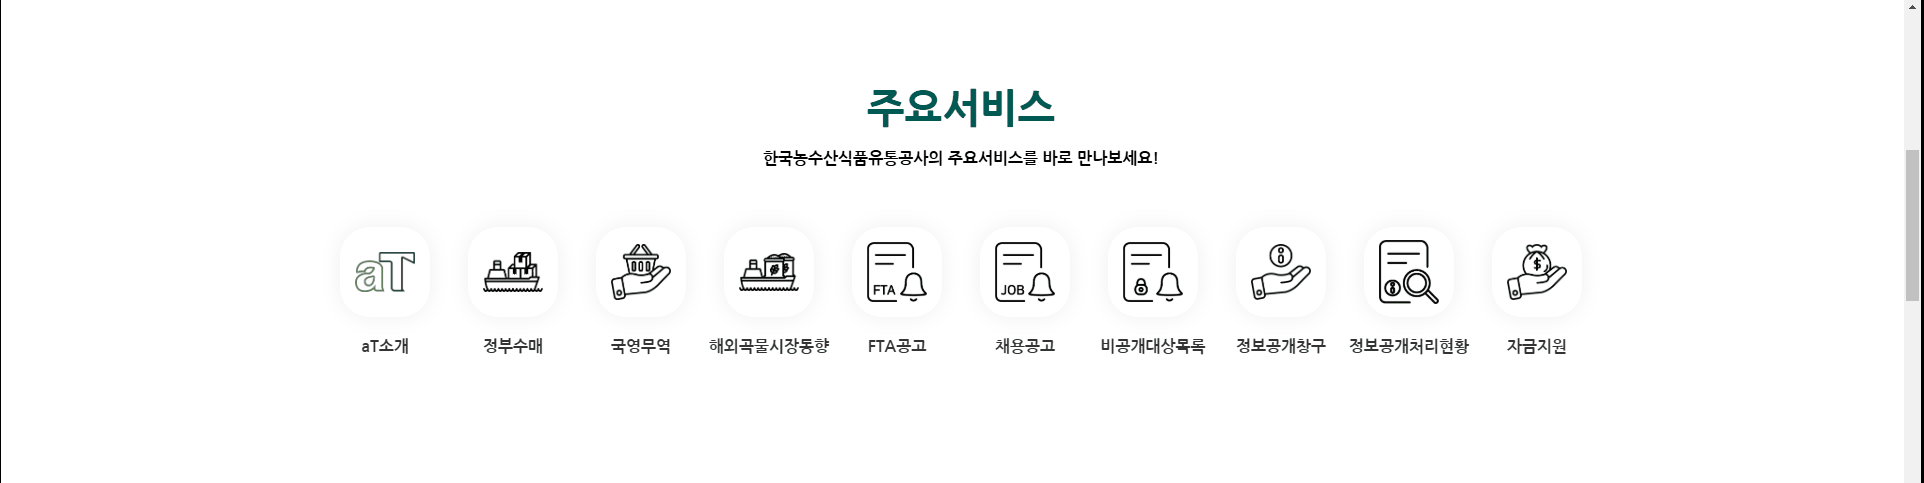 주요서비스
한국농수산식품유통공사의 주요서비스를 바로 만나보세요!
aT
FTA
JOB
aT소개
정부수매
국영무역
해외곡물시장동향
FTA공고
채용공고
비공개대상목록
정보공개창구
정보공개처리현황
자금지원